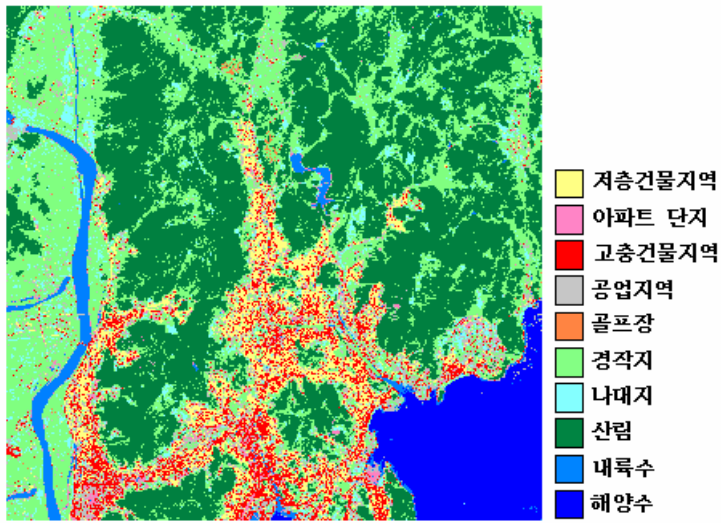 저층건물지역
아파트 단지
고층건물지역
공업지역
골프장
경작지
나대지
산림
내륙수
해양수